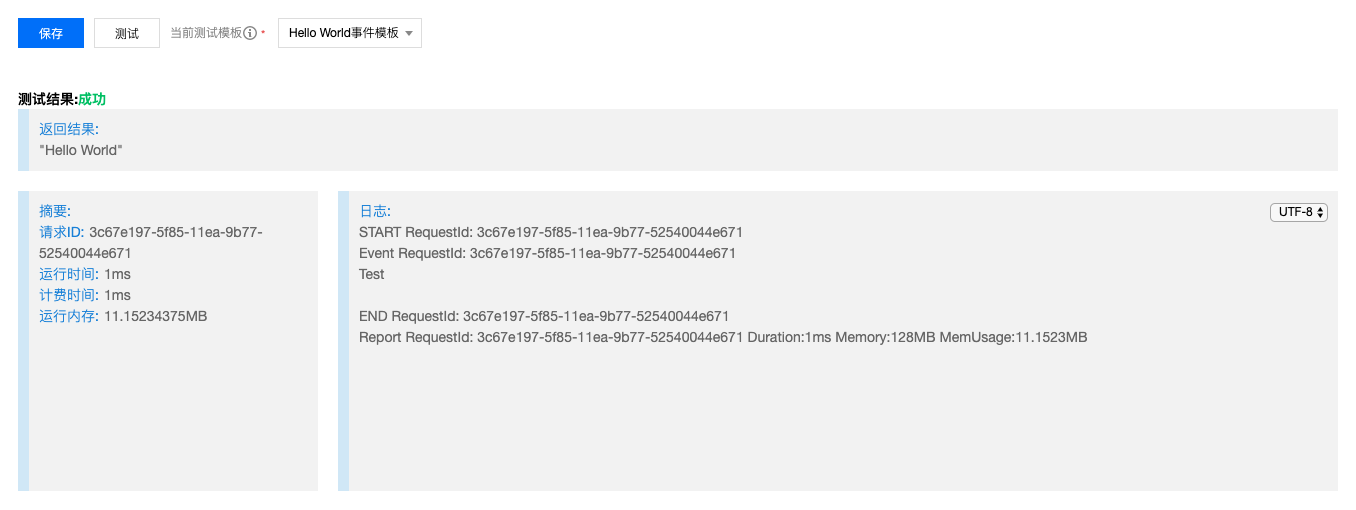 保存 测试 当前测试模板 * Hello World事件模板
测试结果:成功
返回结果:
"Hello World"
摘要:
请求ID: 3c67e197-5f85-11ea-9b77-
52540044e671
运行时间: 1ms
计费时间: 1ms
运行内存: 11.15234375MB
日志:
UTF-8
START RequestId: 3c67e197-5f85-11ea-9b77-52540044e671
Event RequestId: 3c67e197-5f85-11ea-9b77-52540044e671
Test
END RequestId: 3c67e197-5f85-11ea-9b77-52540044e671
Report RequestId: 3c67e197-5f85-11ea-9b77-52540044e671 Duration:1ms Memory:128MB MemUsage:11.1523MB